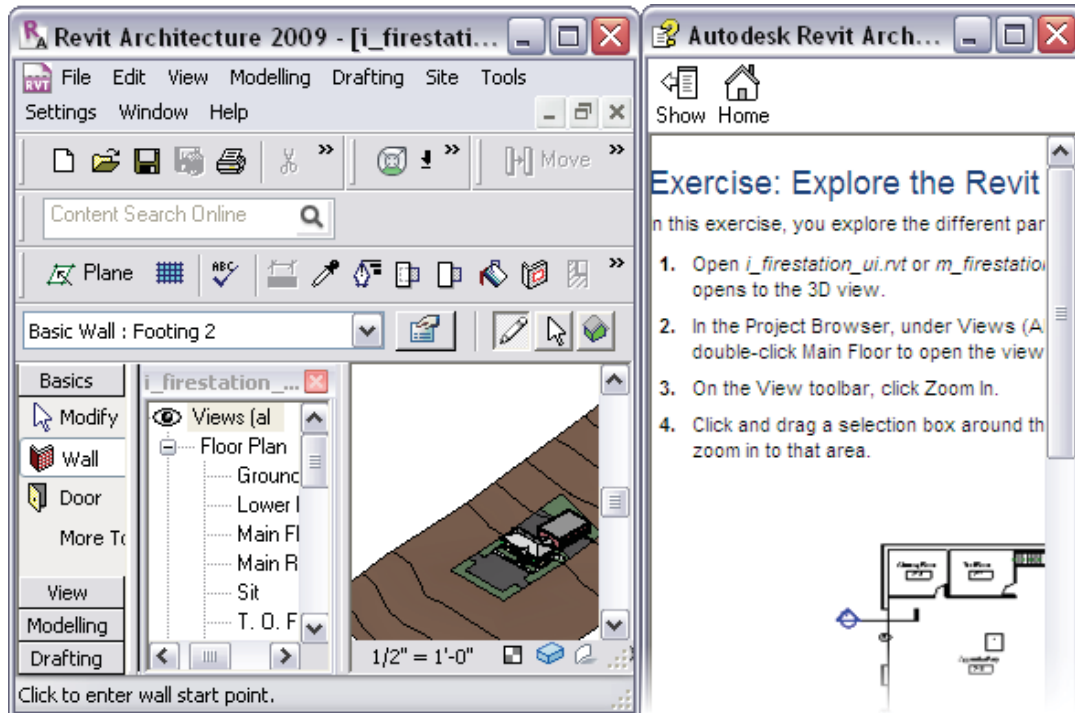 Revit Architecture 2009 - [i_firestati...
File Edit View Modelling Drafting Site Tools
Settings Window Help
Move
Content Search Online
Plane ABC
Basic Wall : Footing 2
Basics
Modify
Wall
Door
More To
View
Modelling
Drafting
i_firestation_...
Views (al
Floor Plan
Ground
Lower
Main Fl
Main R
Sit
T. O. F
1/2" = 1'-0"
Click to enter wall start point.
Autodesk Revit Arch...
Show Home
Exercise: Explore the Revit
n this exercise, you explore the different par
1. Open i_firestation_ui.rvt or m_firestatio
opens to the 3D view.
2. In the Project Browser, under Views (A
double-click Main Floor to open the view
3. On the View toolbar, click Zoom In.
4. Click and drag a selection box around th
zoom in to that area.